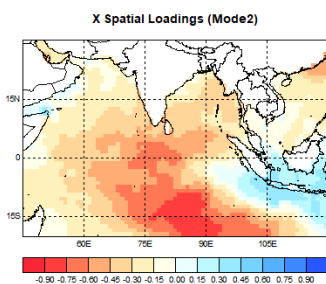 X Spatial Loadings (Mode2)
15N
0
15S
60E 75E 90E 105E
-0.90 -0.75 -0.60 -0.45 -0.30 -0.15 0.00 0.15 0.30 0.45 0.60 0.75 0.90